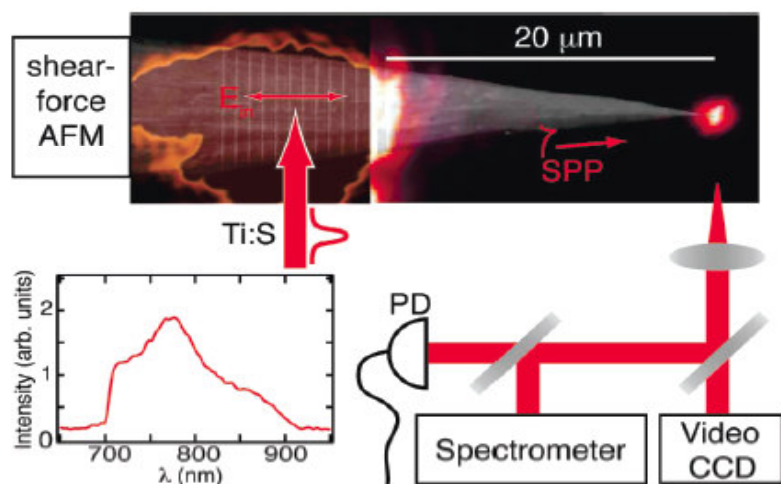 shear-
force
AFM
20 μm
E_in
SPP
Ti:S
PD
Intensity (arb. units)
2
1
0
700
800
900
λ (nm)
Spectrometer
Video
CCD